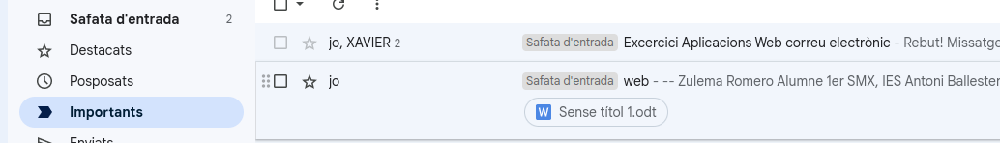 Safata d'entrada 2
Destacats
Posposats
Importants
Enviats
jo, XAVIER 2 Safata d'entrada Excercici Aplicacions Web correu electrònic - Rebut! Missatge
jo Safata d'entrada web - -- Zulema Romero Alumne 1er SMX, IES Antoni Ballester
W Sense títol 1.odt